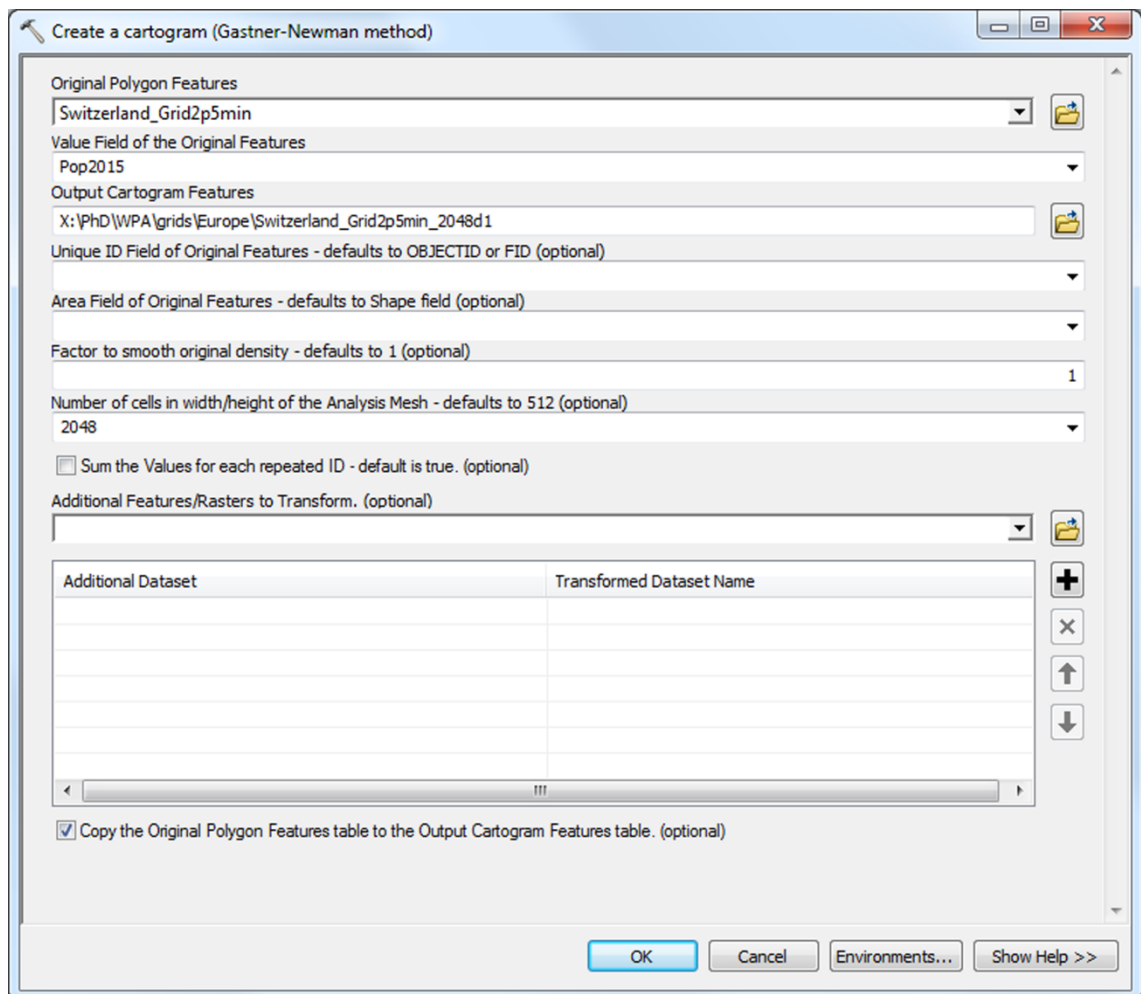 Create a cartogram (Gastner-Newman method)
Original Polygon Features
Switzerland_Grid2p5min
Value Field of the Original Features
Pop2015
Output Cartogram Features
X:\PhD\WPA\grids\Europe\Switzerland_Grid2p5min_2048d1
Unique ID Field of Original Features - defaults to OBJECTID or FID (optional)
Area Field of Original Features - defaults to Shape field (optional)
Factor to smooth original density - defaults to 1 (optional)
1
Number of cells in width/height of the Analysis Mesh - defaults to 512 (optional)
2048
Sum the Values for each repeated ID - default is true. (optional)
Additional Features/Rasters to Transform. (optional)
Additional Dataset Transformed Dataset Name
Copy the Original Polygon Features table to the Output Cartogram Features table. (optional)
OK Cancel Environments... Show Help >>